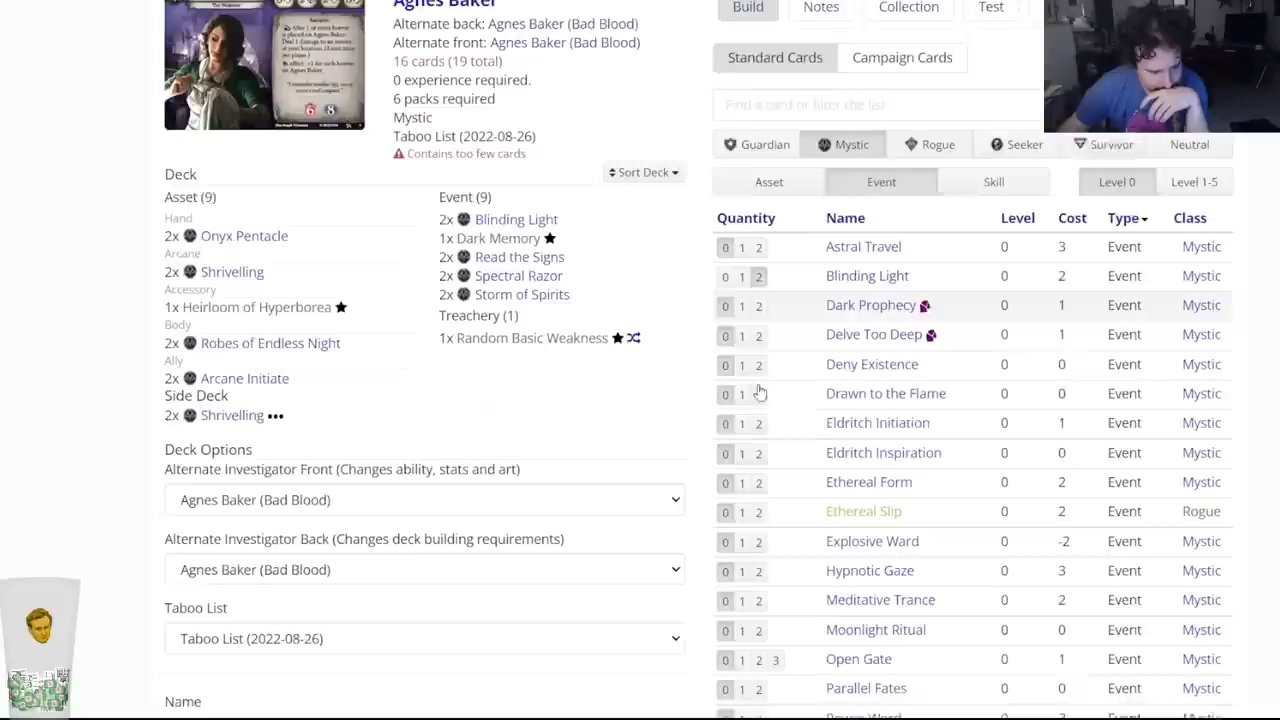 Agnes Baker
Alternate back: Agnes Baker (Bad Blood)
Alternate front: Agnes Baker (Bad Blood)
16 cards (19 total)
0 experience required.
6 packs required
Mystic
Taboo List (2022-08-26)
Contains too few cards
Deck
Sort Deck
Asset (9)
Hand
2x Onyx Pentacle
Arcane
2x Shrivelling
Accessory
1x Heirloom of Hyperborea
Body
2x Robes of Endless Night
Ally
2x Arcane Initiate
Side Deck
2x Shrivelling
Event (9)
2x Blinding Light
1x Dark Memory
2x Read the Signs
2x Spectral Razor
2x Storm of Spirits
Treachery (1)
1x Random Basic Weakness
Deck Options
Alternate Investigator Front (Changes ability, stats and art)
Agnes Baker (Bad Blood)
Alternate Investigator Back (Changes deck building requirements)
Agnes Baker (Bad Blood)
Taboo List
Taboo List (2022-08-26)
Name
Build Notes Collection Test
Standard Cards Campaign Cards
Find a card or filter the list
Guardian Mystic Rogue Seeker Survivor Neutral
Asset Event Skill Level 0 Level 1-5
Quantity Name Level Cost Type Class
0 1 2 Astral Travel 0 3 Event Mystic
0 1 2 Blinding Light 0 2 Event Mystic
0 1 2 Dark Prophecy 0 1 Event Mystic
0 1 2 Delve Too Deep 0 1 Event Mystic
0 1 2 Deny Existence 0 0 Event Mystic
0 1 Drawn to the Flame 0 0 Event Mystic
0 1 2 Eldritch Initiation 0 1 Event Mystic
0 1 2 Eldritch Inspiration 0 0 Event Mystic
0 1 2 Ethereal Form 0 2 Event Mystic
0 1 2 Ethereal Slip 0 2 Event Rogue
0 1 2 Explosive Ward 0 -2 Event Mystic
0 1 2 Hypnotic Gaze 0 3 Event Mystic
0 1 2 Meditative Trance 0 2 Event Mystic
0 1 2 Moonlight Ritual 0 0 Event Mystic
0 1 2 3 Open Gate 0 1 Event Mystic
0 1 2 Parallel Fates 0 0 Event Mystic